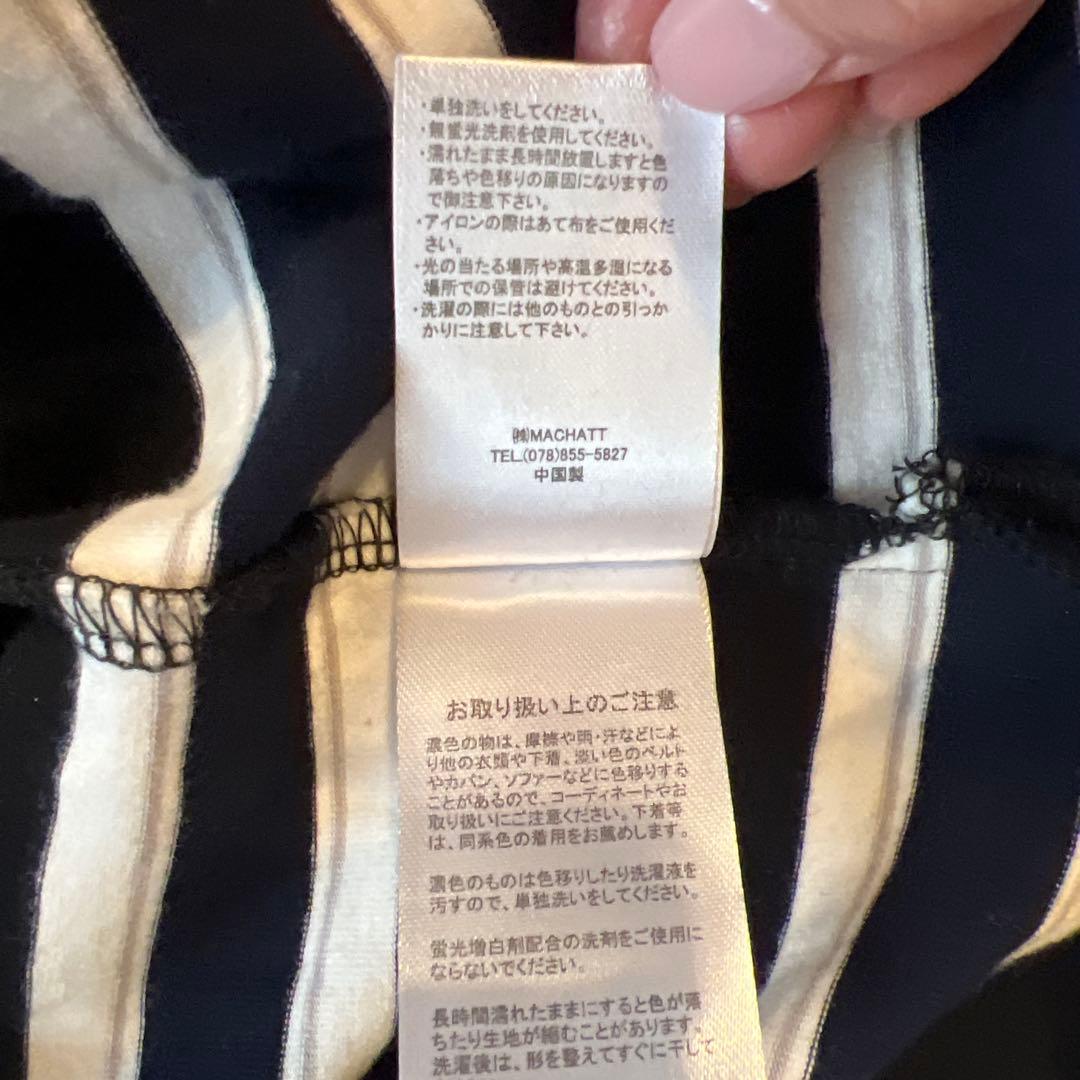 ・単独洗いをしてください。
・無蛍光洗剤を使用してください。
・濡れたまま長時間放置しますと色
落ちや色移りの原因になりますの
で御注意下さい。
・アイロンの際はあて布をご使用くだ
さい。
・光の当たる場所や高温多湿になる
場所での保管は避けてください。
・洗濯の際には他のものとの引っか
かりに注意して下さい。
㈱MACHATT
TEL.(078)855-5827
中国製
お取り扱い上のご注意
濃色の物は、摩擦や雨・汗などによ
り他の衣類や下着、淡い色のベルト
やカバン、ソファーなどに色移りする
ことがあるので、コーディネートやお
取り扱いにご注意ください。下着等
は、同系色の着用をお薦めします。
濃色のものは色移りしたり洗濯液を
汚すので、単独洗いをしてください。
蛍光増白剤配合の洗剤をご使用に
ならないでください。
長時間濡れたままにすると色が落
ちたり生地が縮むことがあります。
洗濯後は、形を整えてすぐに干して